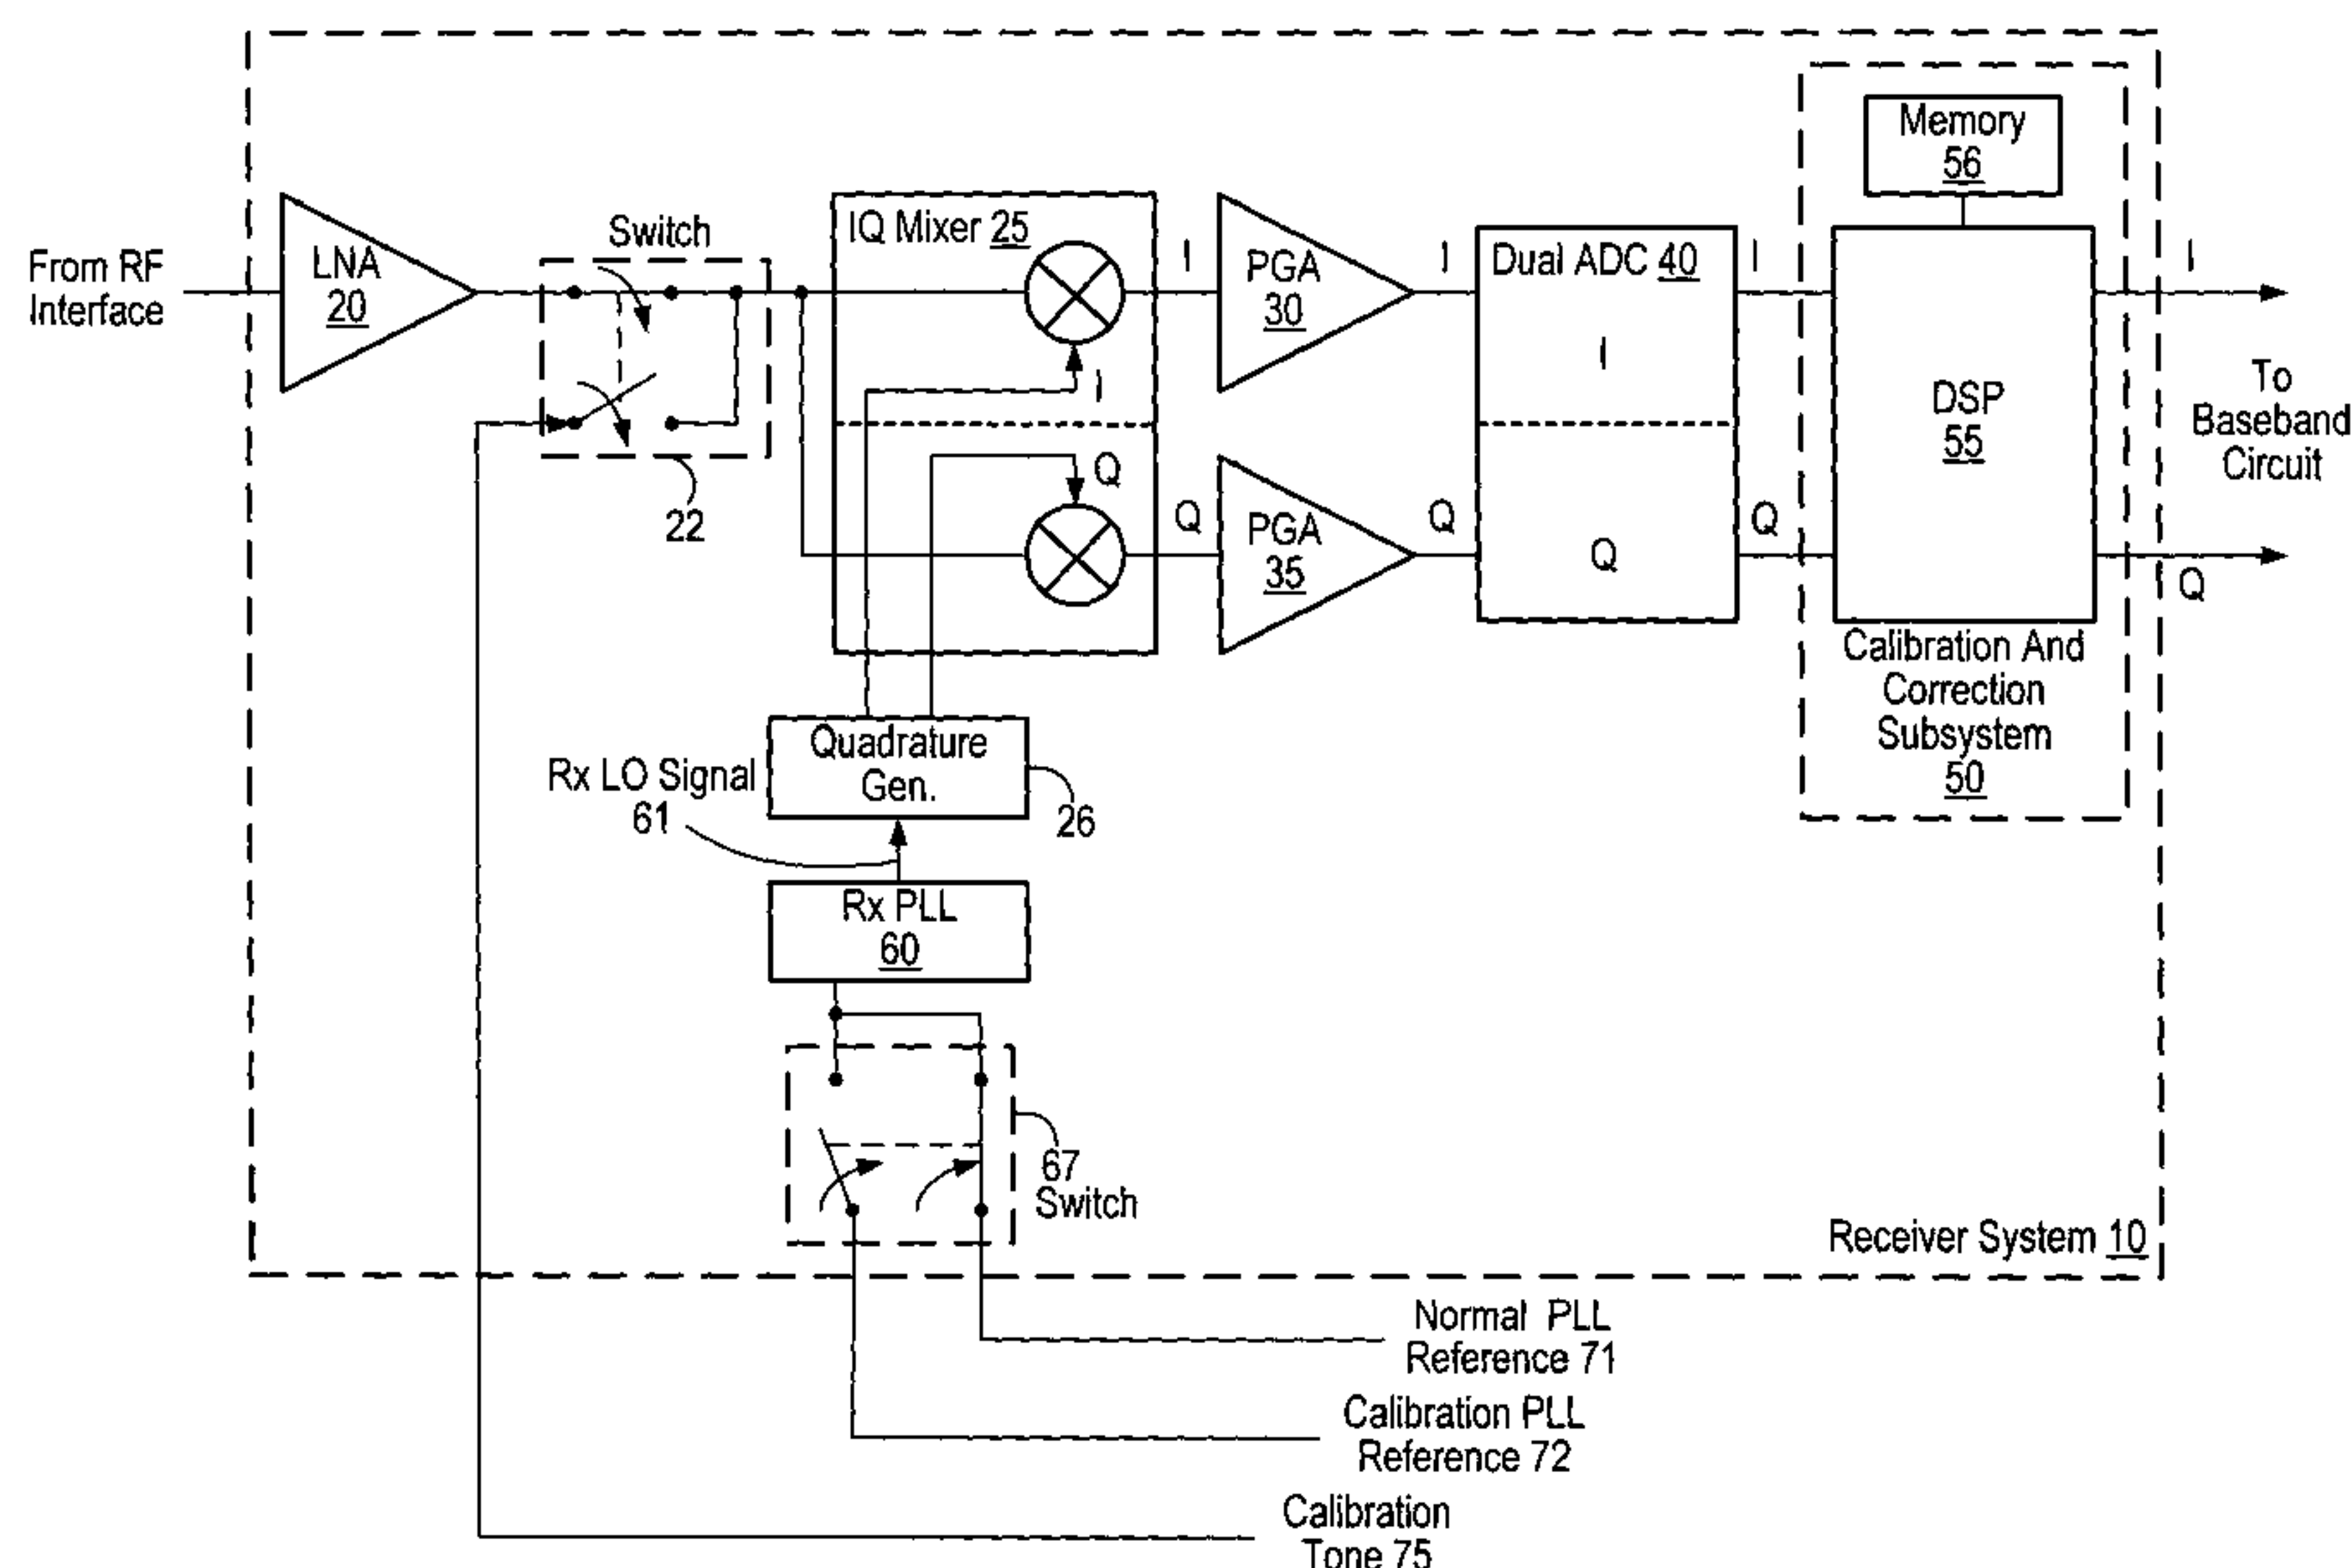 From RF
Interface
LNA
20
Switch
22
IQ Mixer 25
I
Q
I
Q
PGA
30
PGA
35
I
Q
Dual ADC 40
I
Q
I
Q
Memory
56
DSP
55
Calibration And
Correction
Subsystem
50
I
To
Baseband
Circuit
Q
Quadrature
Gen.
26
Rx LO Signal
61
Rx PLL
60
67
Switch
Receiver System 10
Normal PLL
Reference 71
Calibration PLL
Reference 72
Calibration
Tone 75